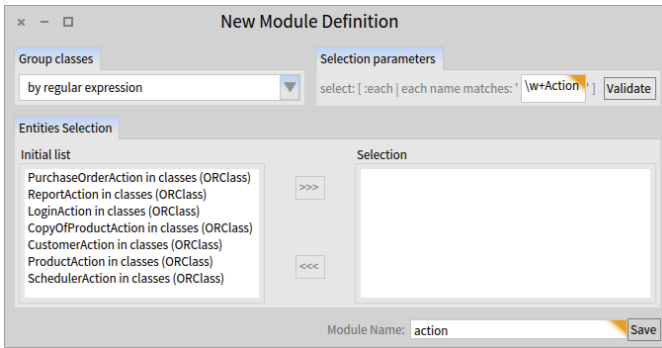 New Module Definition
Group classes
by regular expression
Selection parameters
select: [ :each | each name matches: ' \w+Action ' ] Validate
Entities Selection
Initial list
PurchaseOrderAction in classes (ORClass)
ReportAction in classes (ORClass)
LoginAction in classes (ORClass)
CopyOfProductAction in classes (ORClass)
CustomerAction in classes (ORClass)
ProductAction in classes (ORClass)
SchedulerAction in classes (ORClass)
>>>
<<<
Selection
Module Name: action Save